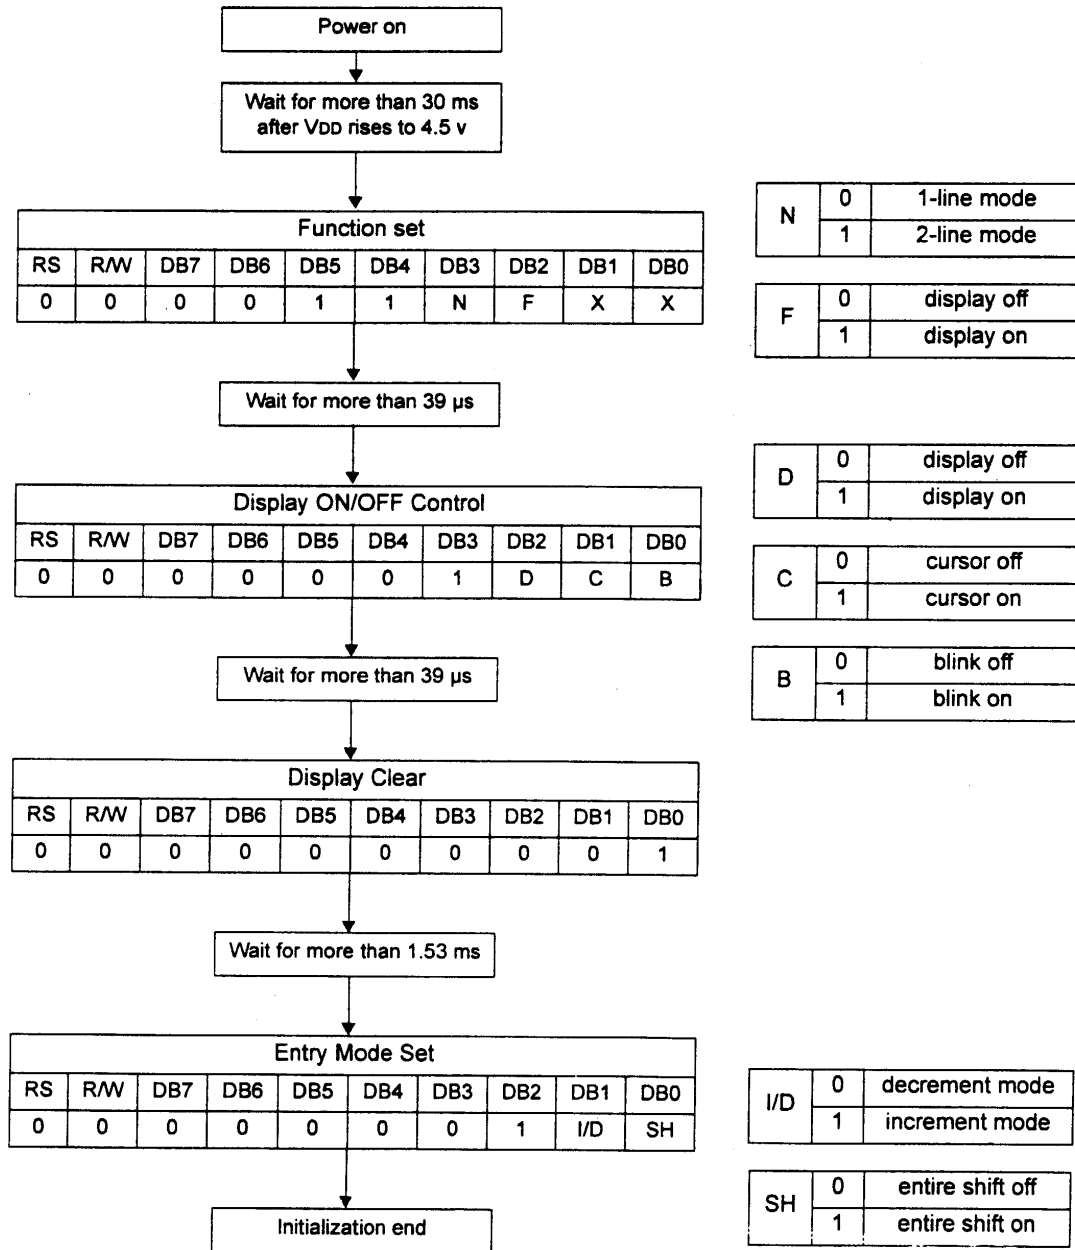 Power on
Wait for more than 30 ms
after VDD rises to 4.5 v
Function set
RS R/W DB7 DB6 DB5 DB4 DB3 DB2 DB1 DB0
0 0 0 0 1 1 N F X X
N 0 1-line mode
1 2-line mode
F 0 display off
1 display on
Wait for more than 39 µs
Display ON/OFF Control
RS R/W DB7 DB6 DB5 DB4 DB3 DB2 DB1 DB0
0 0 0 0 0 0 1 D C B
D 0 display off
1 display on
C 0 cursor off
1 cursor on
B 0 blink off
1 blink on
Wait for more than 39 µs
Display Clear
RS R/W DB7 DB6 DB5 DB4 DB3 DB2 DB1 DB0
0 0 0 0 0 0 0 0 0 1
Wait for more than 1.53 ms
Entry Mode Set
RS R/W DB7 DB6 DB5 DB4 DB3 DB2 DB1 DB0
0 0 0 0 0 0 0 1 I/D SH
I/D 0 decrement mode
1 increment mode
SH 0 entire shift off
1 entire shift on
Initialization end